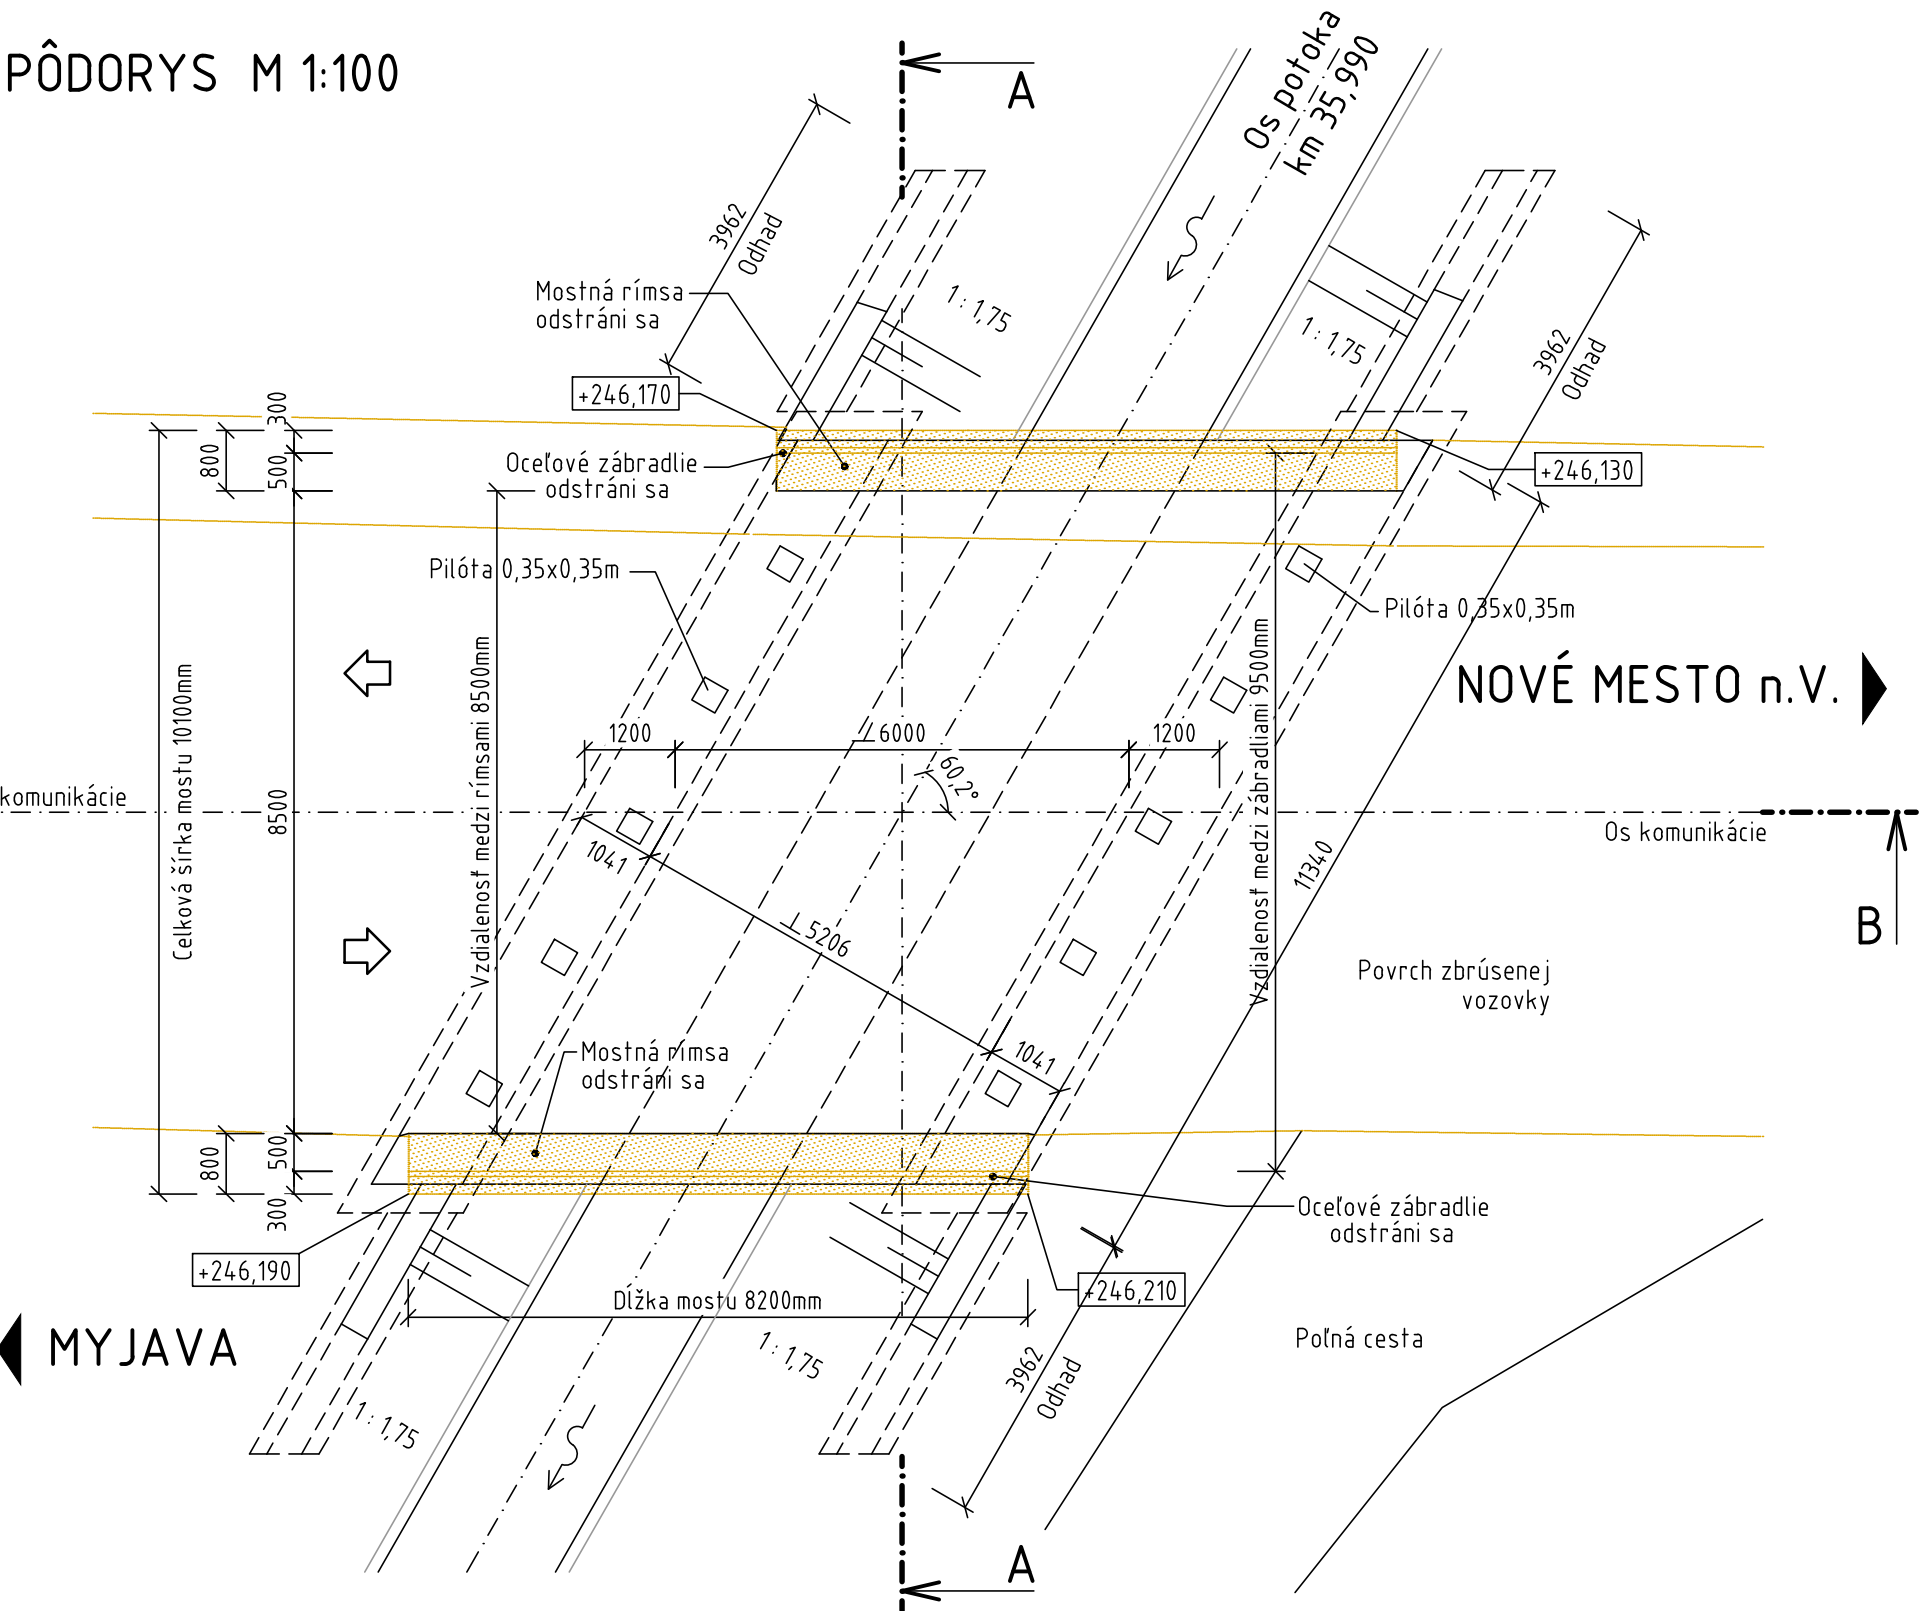 PÔDORYS M 1:100
A
Os potoka
km 35,990
3962
Odhad
Mostná rímsa
odstráni sa
1: 1,75
1: 1,75
3962
Odhad
+246,170
300
800
500
Oceľové zábradlie
odstráni sa
+246,130
Pilóta 0,35x0,35m
Pilóta 0,35x0,35m
NOVÉ MESTO n.V.
Celková šírka mostu 10100mm
8500
Vzdialenosť medzi rímsami 8500mm
1200
6000
1200
60,2°
Vzdialenosť medzi zábradliami 9500mm
komunikácie
Os komunikácie
1041
5206
1041
11340
B
Povrch zbrúsenej
vozovky
Mostná rímsa
odstráni sa
800
500
300
Oceľové zábradlie
odstráni sa
+246,190
+246,210
Dĺžka mostu 8200mm
MYJAVA
1: 1,75
1: 1,75
3962
Odhad
Poľná cesta
A